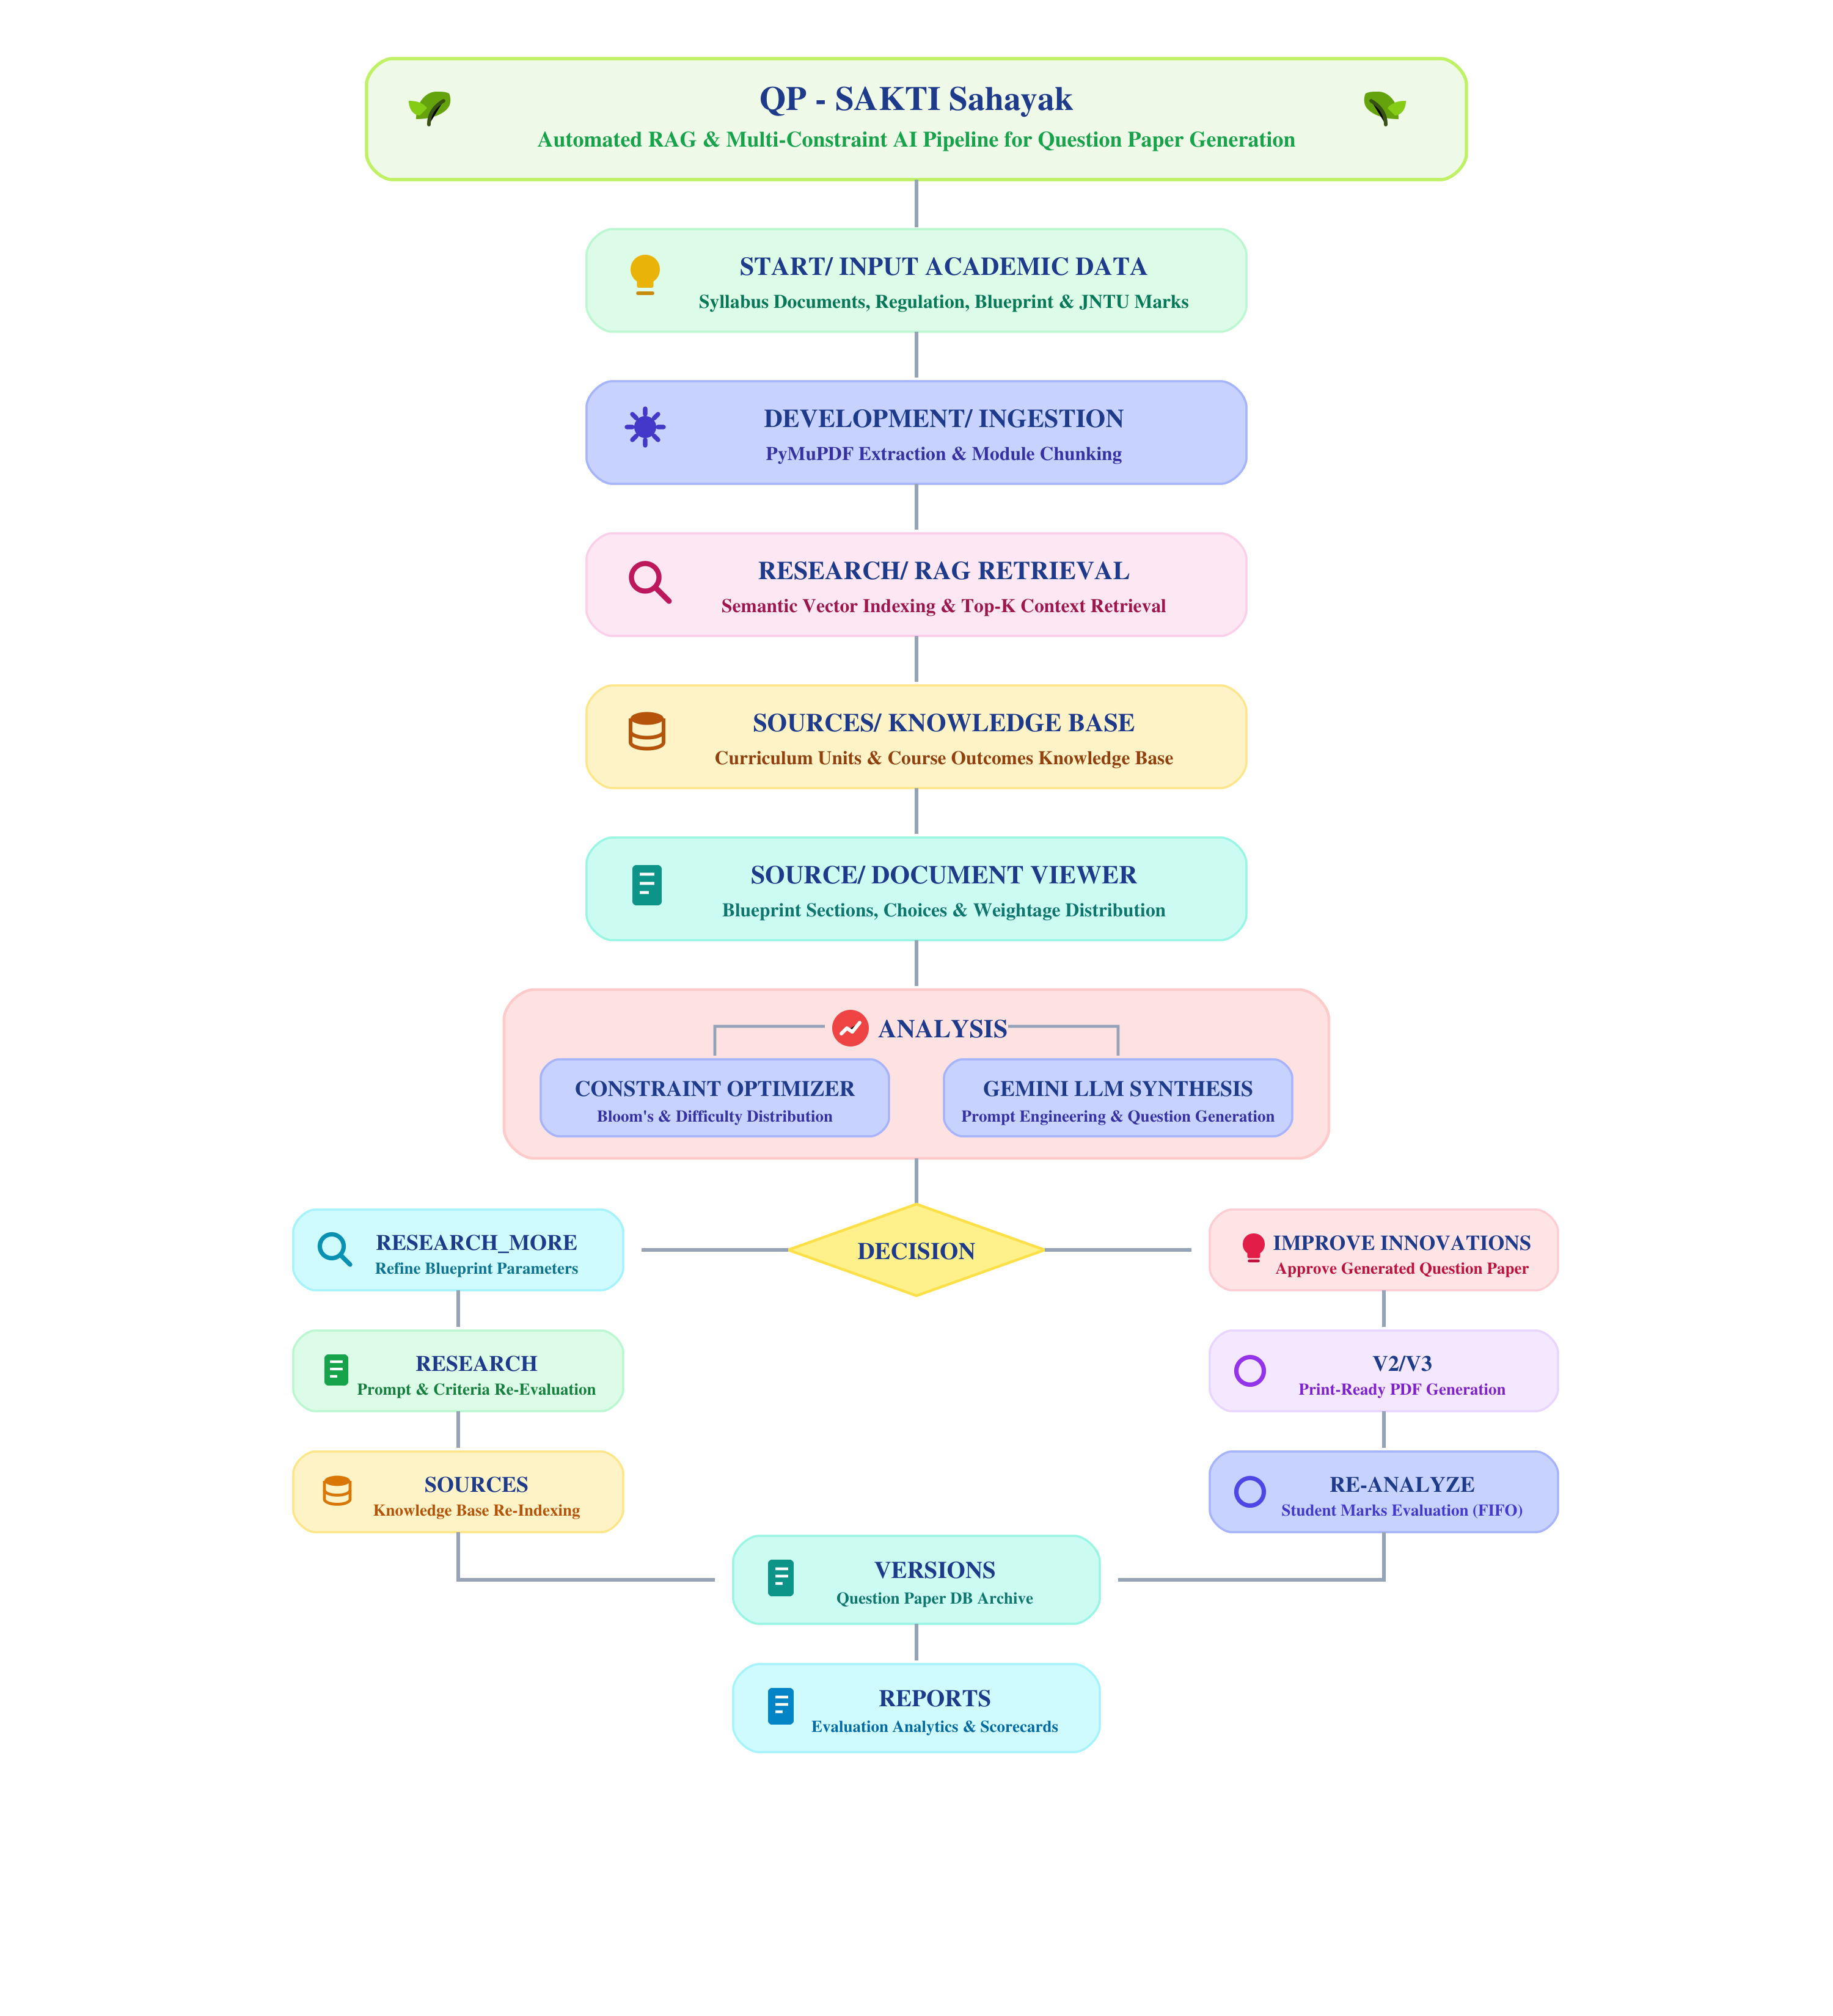 QP - SAKTI Sahayak
Automated RAG & Multi-Constraint AI Pipeline for Question Paper Generation
START/ INPUT ACADEMIC DATA
Syllabus Documents, Regulation, Blueprint & JNTU Marks
DEVELOPMENT/ INGESTION
PyMuPDF Extraction & Module Chunking
RESEARCH/ RAG RETRIEVAL
Semantic Vector Indexing & Top-K Context Retrieval
SOURCES/ KNOWLEDGE BASE
Curriculum Units & Course Outcomes Knowledge Base
SOURCE/ DOCUMENT VIEWER
Blueprint Sections, Choices & Weightage Distribution
ANALYSIS
CONSTRAINT OPTIMIZER
Bloom's & Difficulty Distribution
GEMINI LLM SYNTHESIS
Prompt Engineering & Question Generation
DECISION
RESEARCH_MORE
Refine Blueprint Parameters
RESEARCH
Prompt & Criteria Re-Evaluation
SOURCES
Knowledge Base Re-Indexing
IMPROVE INNOVATIONS
Approve Generated Question Paper
V2/V3
Print-Ready PDF Generation
RE-ANALYZE
Student Marks Evaluation (FIFO)
VERSIONS
Question Paper DB Archive
REPORTS
Evaluation Analytics & Scorecards